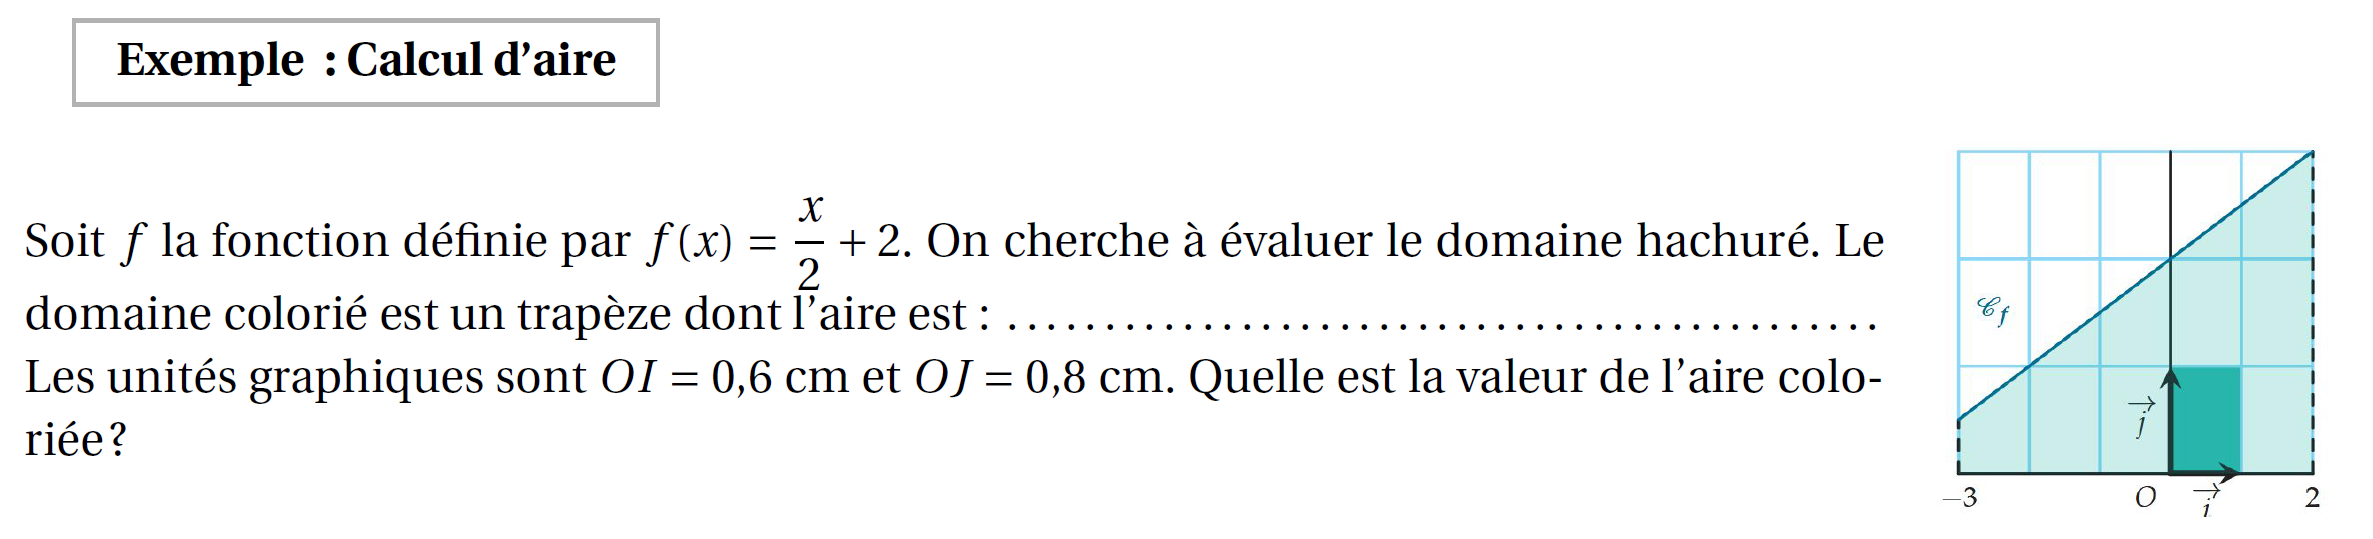 Exemple : Calcul d'aire
Soit f la fonction définie par f(x) = x/2 + 2. On cherche à évaluer le domaine hachuré. Le
domaine colorié est un trapèze dont l'aire est : .............................................
Les unités graphiques sont OI = 0,6 cm et OJ = 0,8 cm. Quelle est la valeur de l'aire colo-
riée ?
𝒞f
j⃗
−3 O i⃗ 2